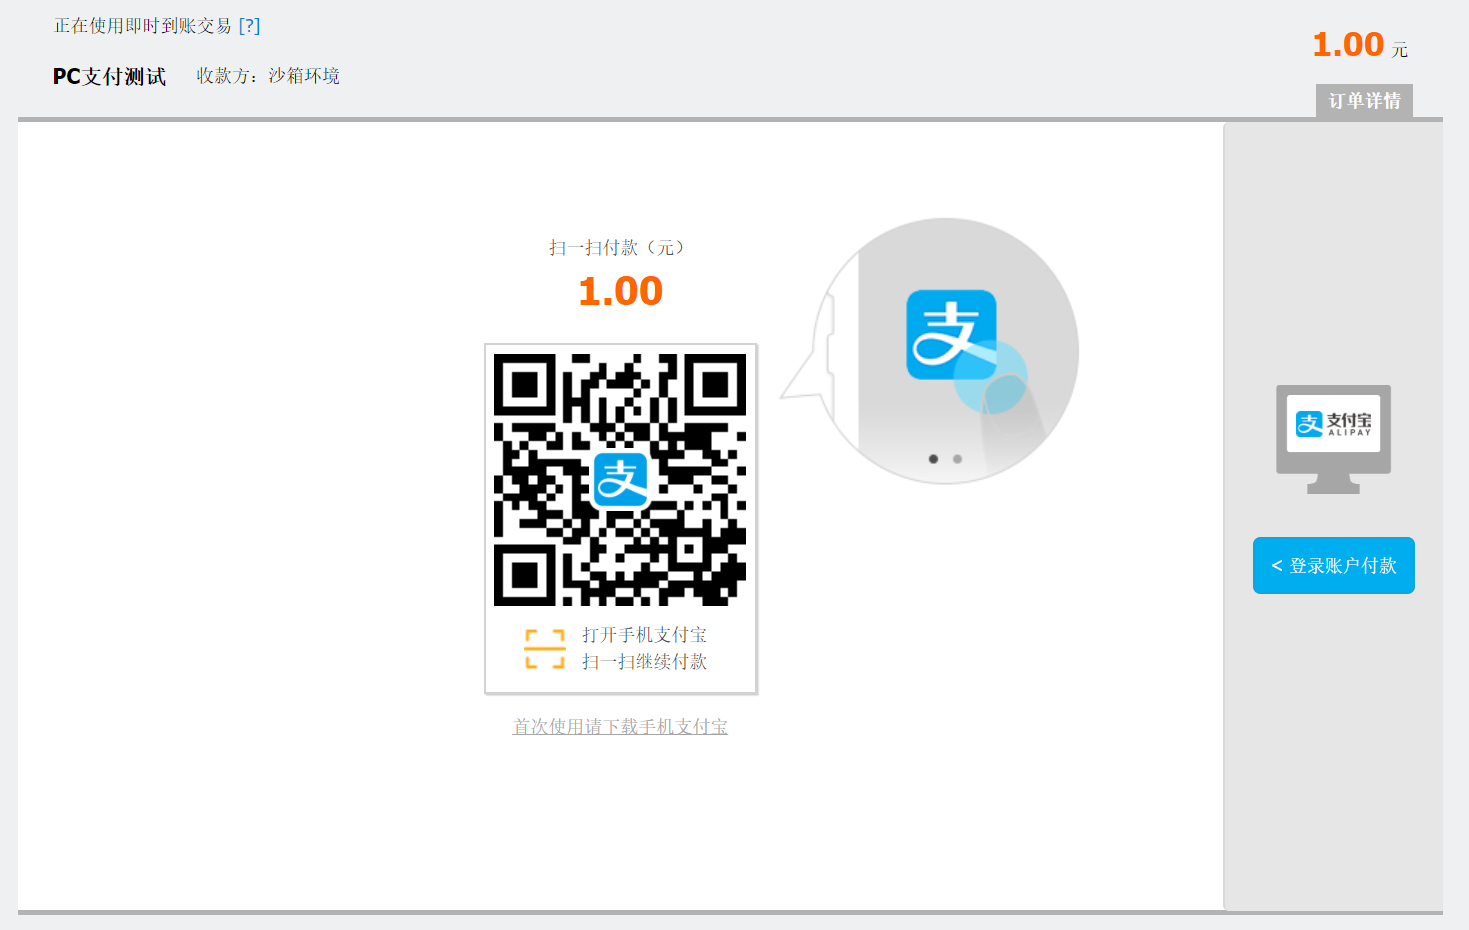 正在使用即时到账交易 [?]
1.00 元
PC支付测试 收款方：沙箱环境
订单详情
扫一扫付款（元）
1.00
支
支
支 支付宝
ALIPAY
< 登录账户付款
打开手机支付宝
扫一扫继续付款
首次使用请下载手机支付宝